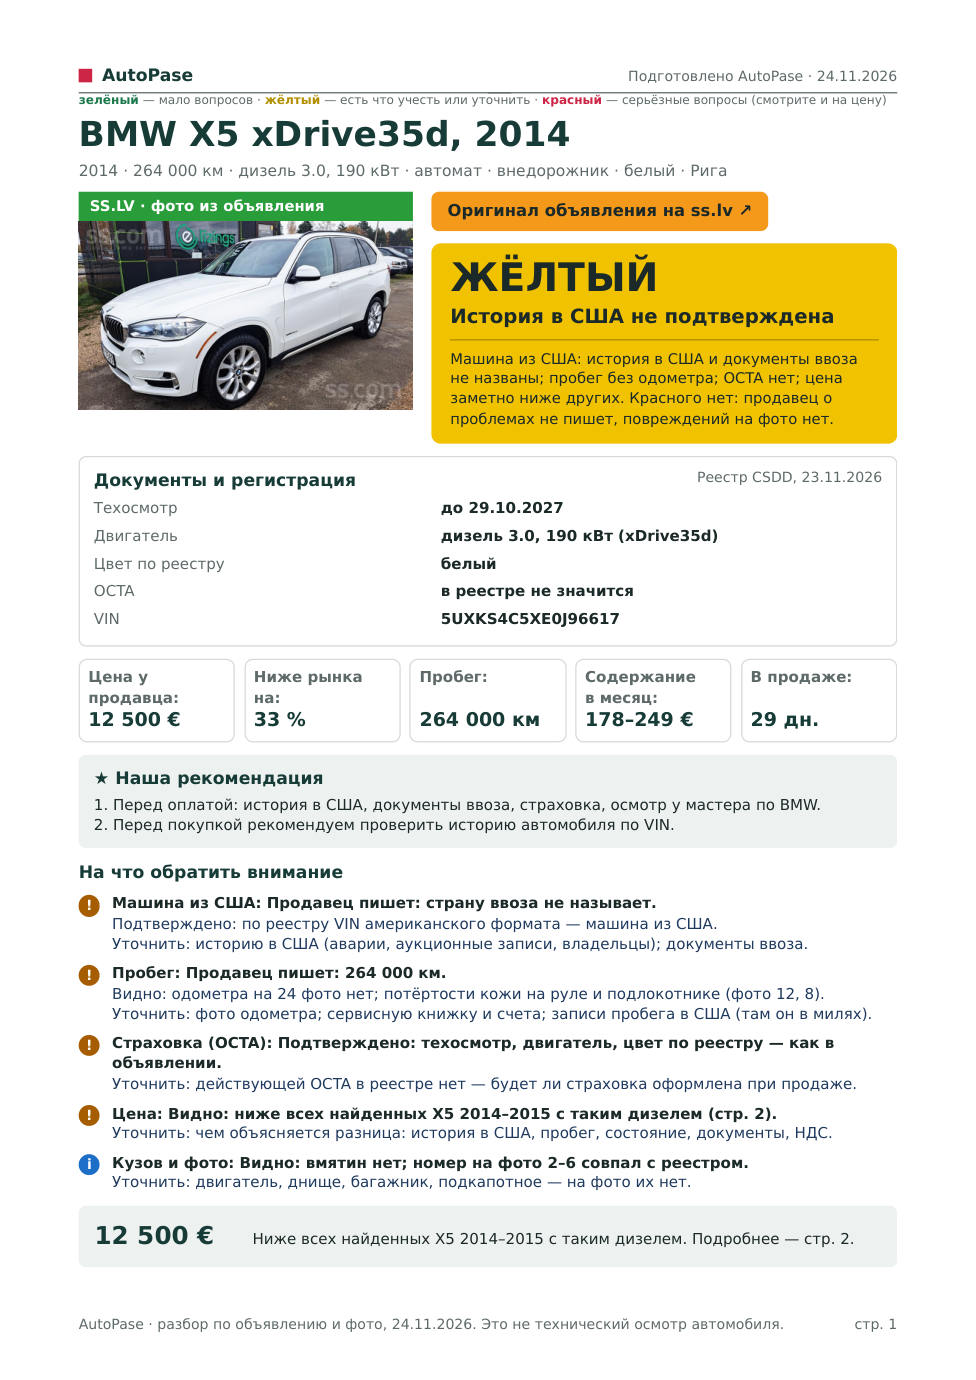 AutoPase
Подготовлено AutoPase · 24.11.2026
зелёный — мало вопросов · жёлтый — есть что учесть или уточнить · красный — серьёзные вопросы (смотрите и на цену)
BMW X5 xDrive35d, 2014
2014 · 264 000 км · дизель 3.0, 190 кВт · автомат · внедорожник · белый · Рига
SS.LV · фото из объявления
ss.com
ss.com
Оригинал объявления на ss.lv ↗
ЖЁЛТЫЙ
История в США не подтверждена
Машина из США: история в США и документы ввоза
не названы; пробег без одометра; ОСТА нет; цена
заметно ниже других. Красного нет: продавец о
проблемах не пишет, повреждений на фото нет.
Документы и регистрация
Реестр CSDD, 23.11.2026
Техосмотр
до 29.10.2027
Двигатель
дизель 3.0, 190 кВт (xDrive35d)
Цвет по реестру
белый
ОСТА
в реестре не значится
VIN
5UXKS4C5XE0J96617
Цена у
продавца:
12 500 €
Ниже рынка
на:
33 %
Пробег:
264 000 км
Содержание
в месяц:
178–249 €
В продаже:
29 дн.
★ Наша рекомендация
1. Перед оплатой: история в США, документы ввоза, страховка, осмотр у мастера по BMW.
2. Перед покупкой рекомендуем проверить историю автомобиля по VIN.
На что обратить внимание
! Машина из США: Продавец пишет: страну ввоза не называет.
Подтверждено: по реестру VIN американского формата — машина из США.
Уточнить: историю в США (аварии, аукционные записи, владельцы); документы ввоза.
! Пробег: Продавец пишет: 264 000 км.
Видно: одометра на 24 фото нет; потёртости кожи на руле и подлокотнике (фото 12, 8).
Уточнить: фото одометра; сервисную книжку и счета; записи пробега в США (там он в милях).
! Страховка (ОСТА): Подтверждено: техосмотр, двигатель, цвет по реестру — как в
объявлении.
Уточнить: действующей ОСТА в реестре нет — будет ли страховка оформлена при продаже.
! Цена: Видно: ниже всех найденных X5 2014–2015 с таким дизелем (стр. 2).
Уточнить: чем объясняется разница: история в США, пробег, состояние, документы, НДС.
i Кузов и фото: Видно: вмятин нет; номер на фото 2–6 совпал с реестром.
Уточнить: двигатель, днище, багажник, подкапотное — на фото их нет.
12 500 €
Ниже всех найденных X5 2014–2015 с таким дизелем. Подробнее — стр. 2.
AutoPase · разбор по объявлению и фото, 24.11.2026. Это не технический осмотр автомобиля.
стр. 1